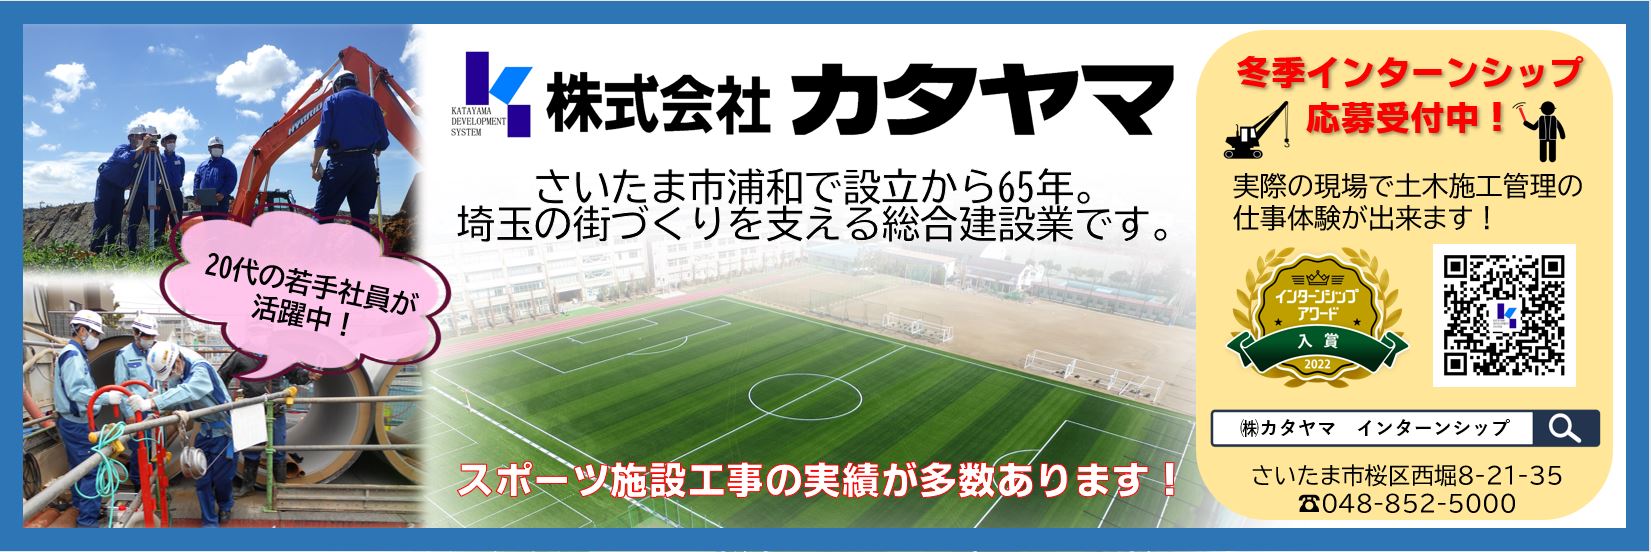 KATAYAMA
DEVELOPMENT
SYSTEM
株式会社 カタヤマ
さいたま市浦和で設立から65年。
埼玉の街づくりを支える総合建設業です。
20代の若手社員が
活躍中！
スポーツ施設工事の実績が多数あります！
冬季インターンシップ
応募受付中！
実際の現場で土木施工管理の
仕事体験が出来ます！
インターンシップ
アワード
入賞
2022
㈱カタヤマ　インターンシップ
さいたま市桜区西堀8-21-35
☎048-852-5000